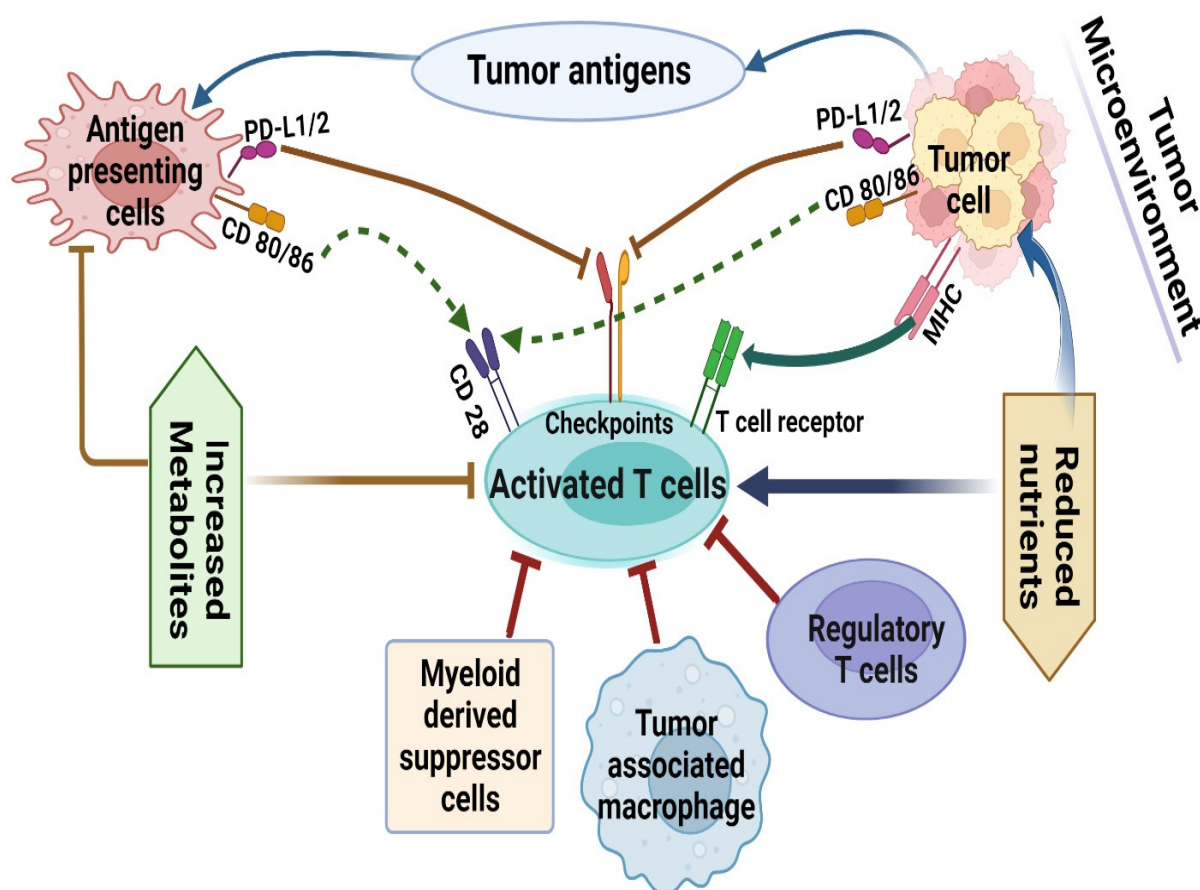 Tumor antigens
Tumor
Microenvironment
Antigen
presenting
cells
PD-L1/2
CD 80/86
PD-L1/2
CD 80/86
Tumor
cell
MHC
CD 28
Checkpoints
T cell receptor
Activated T cells
Increased
Metabolites
Reduced
nutrients
Myeloid
derived
suppressor
cells
Tumor
associated
macrophage
Regulatory
T cells